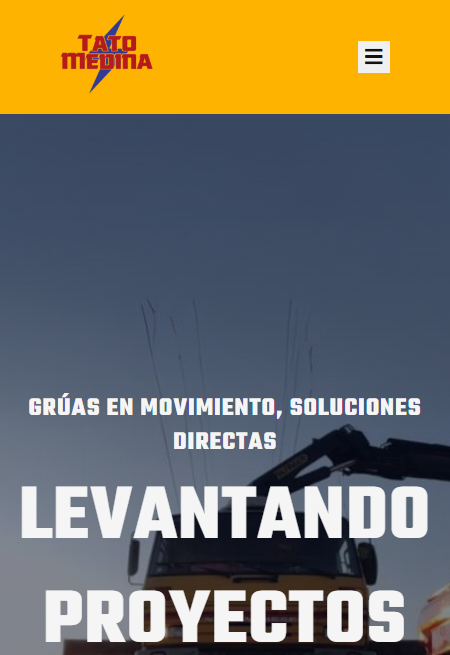 TATO
MEDINA
GRÚAS EN MOVIMIENTO, SOLUCIONES
DIRECTAS
LEVANTANDO
PROYECTOS